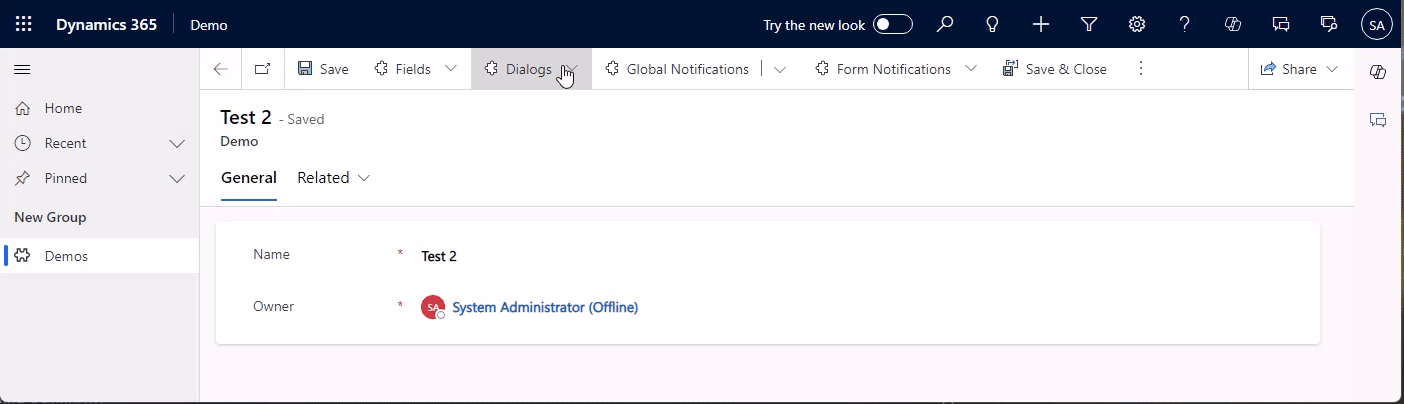 Dynamics 365 Demo Try the new look SA
Save Fields Dialogs Global Notifications Form Notifications Save & Close Share
Home
Recent
Pinned
New Group
Demos
Test 2 - Saved
Demo
General Related
Name * Test 2
Owner * SA System Administrator (Offline)